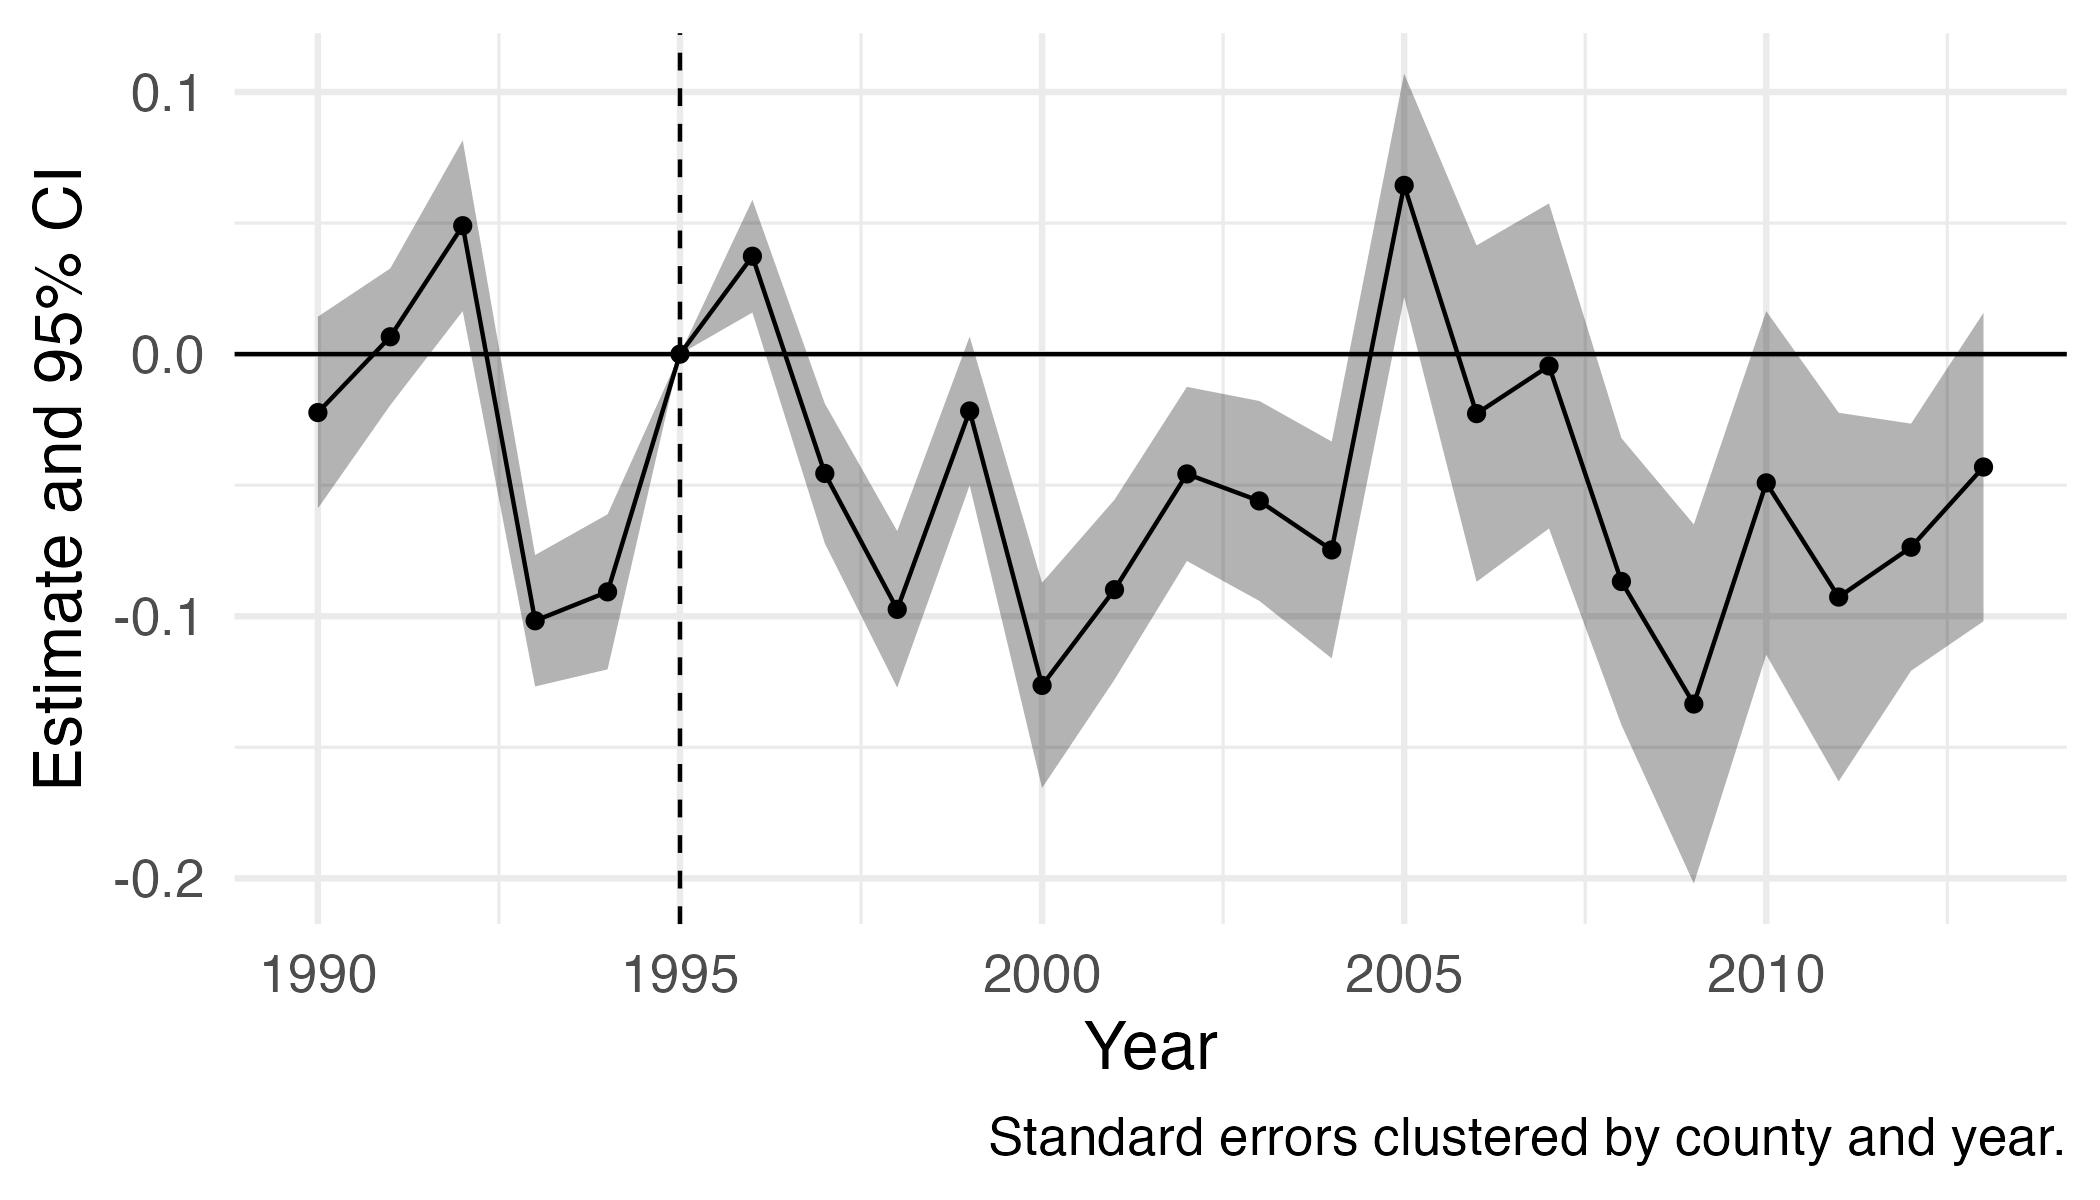 Estimate and 95% CI
0.1
0.0
-0.1
-0.2
1990 1995 2000 2005 2010
Year
Standard errors clustered by county and year.